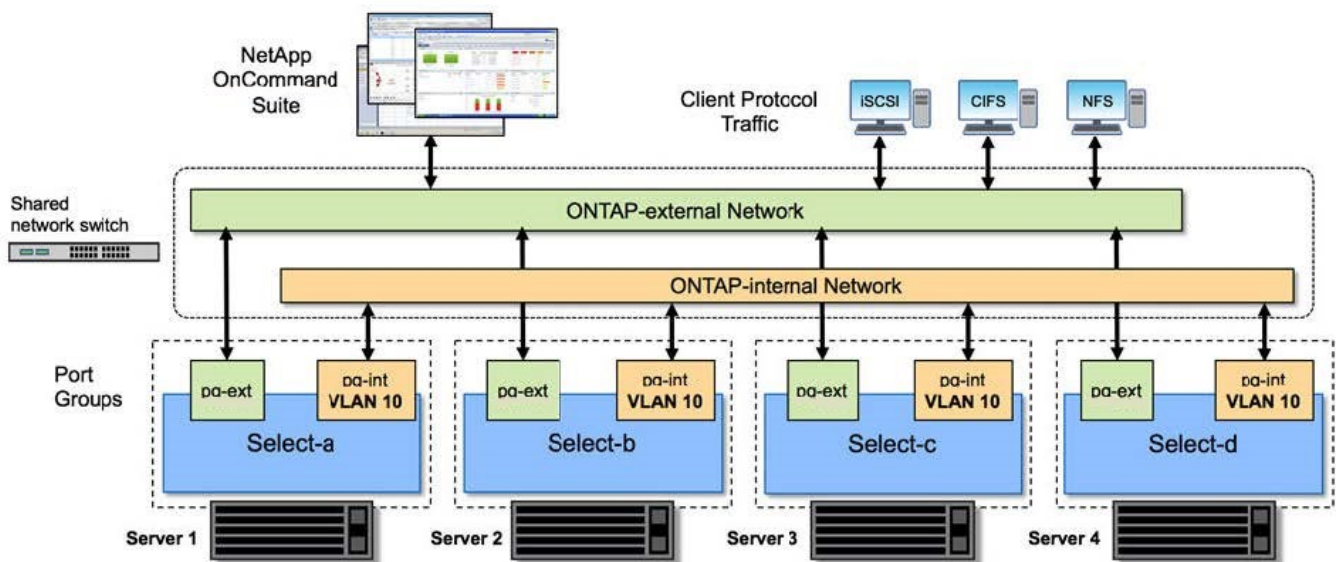 NetApp
OnCommand
Suite
Client Protocol
Traffic
iSCSI
CIFS
NFS
Shared
network switch
ONTAP-external Network
ONTAP-internal Network
Port
Groups
pg-ext
pg-int
VLAN 10
Select-a
pg-ext
pg-int
VLAN 10
Select-b
pg-ext
pg-int
VLAN 10
Select-c
pg-ext
pg-int
VLAN 10
Select-d
Server 1
Server 2
Server 3
Server 4